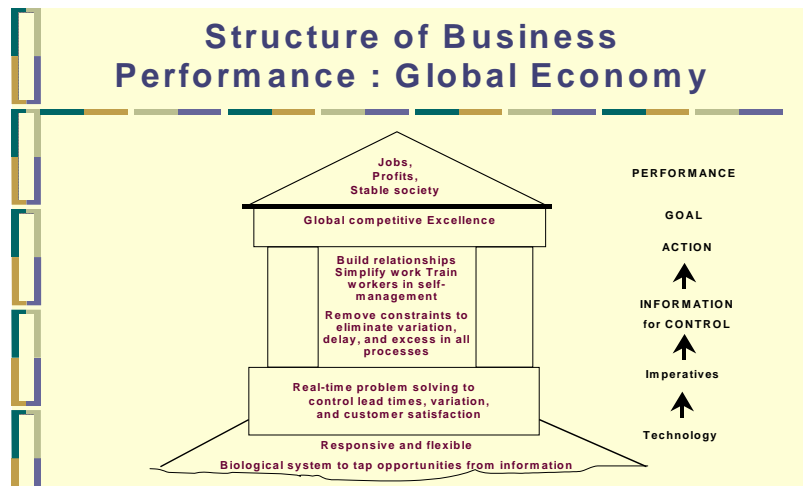 Structure of Business
Performance : Global Economy
Jobs,
Profits,
Stable society
PERFORMANCE
Global competitive Excellence
GOAL
ACTION
Build relationships
Simplify work Train
workers in self-
management
INFORMATION
for CONTROL
Remove constraints to
eliminate variation,
delay, and excess in all
processes
Imperatives
Real-time problem solving to
control lead times, variation,
and customer satisfaction
Technology
Responsive and flexible
Biological system to tap opportunities from information